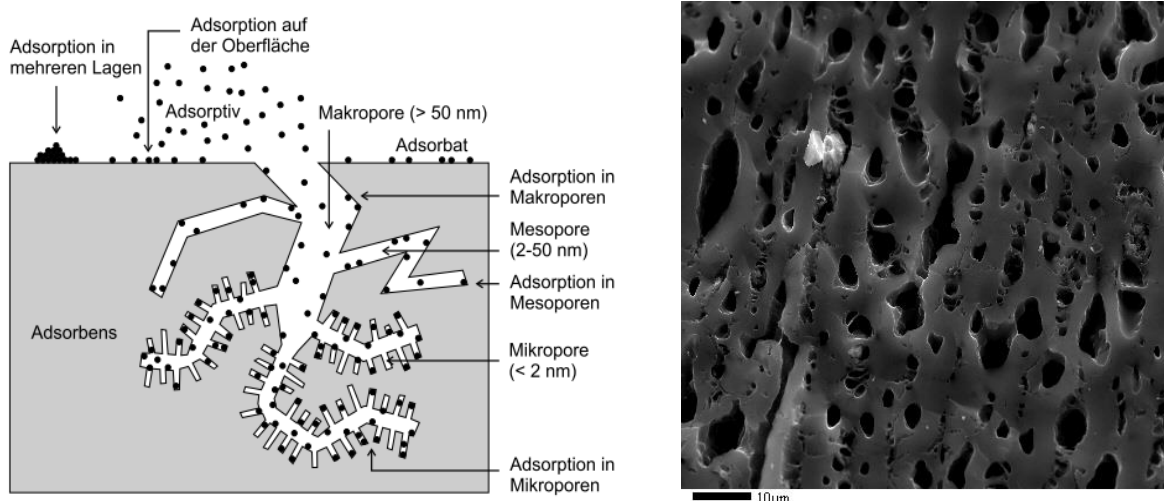 Adsorption auf
der Oberfläche
Adsorption in
mehreren Lagen
Adsorptiv
Makropore (> 50 nm)
Adsorbat
Adsorption in
Makroporen
Mesopore
(2-50 nm)
Adsorption in
Mesoporen
Adsorbens
Mikropore
(< 2 nm)
Adsorption in
Mikroporen
10µm